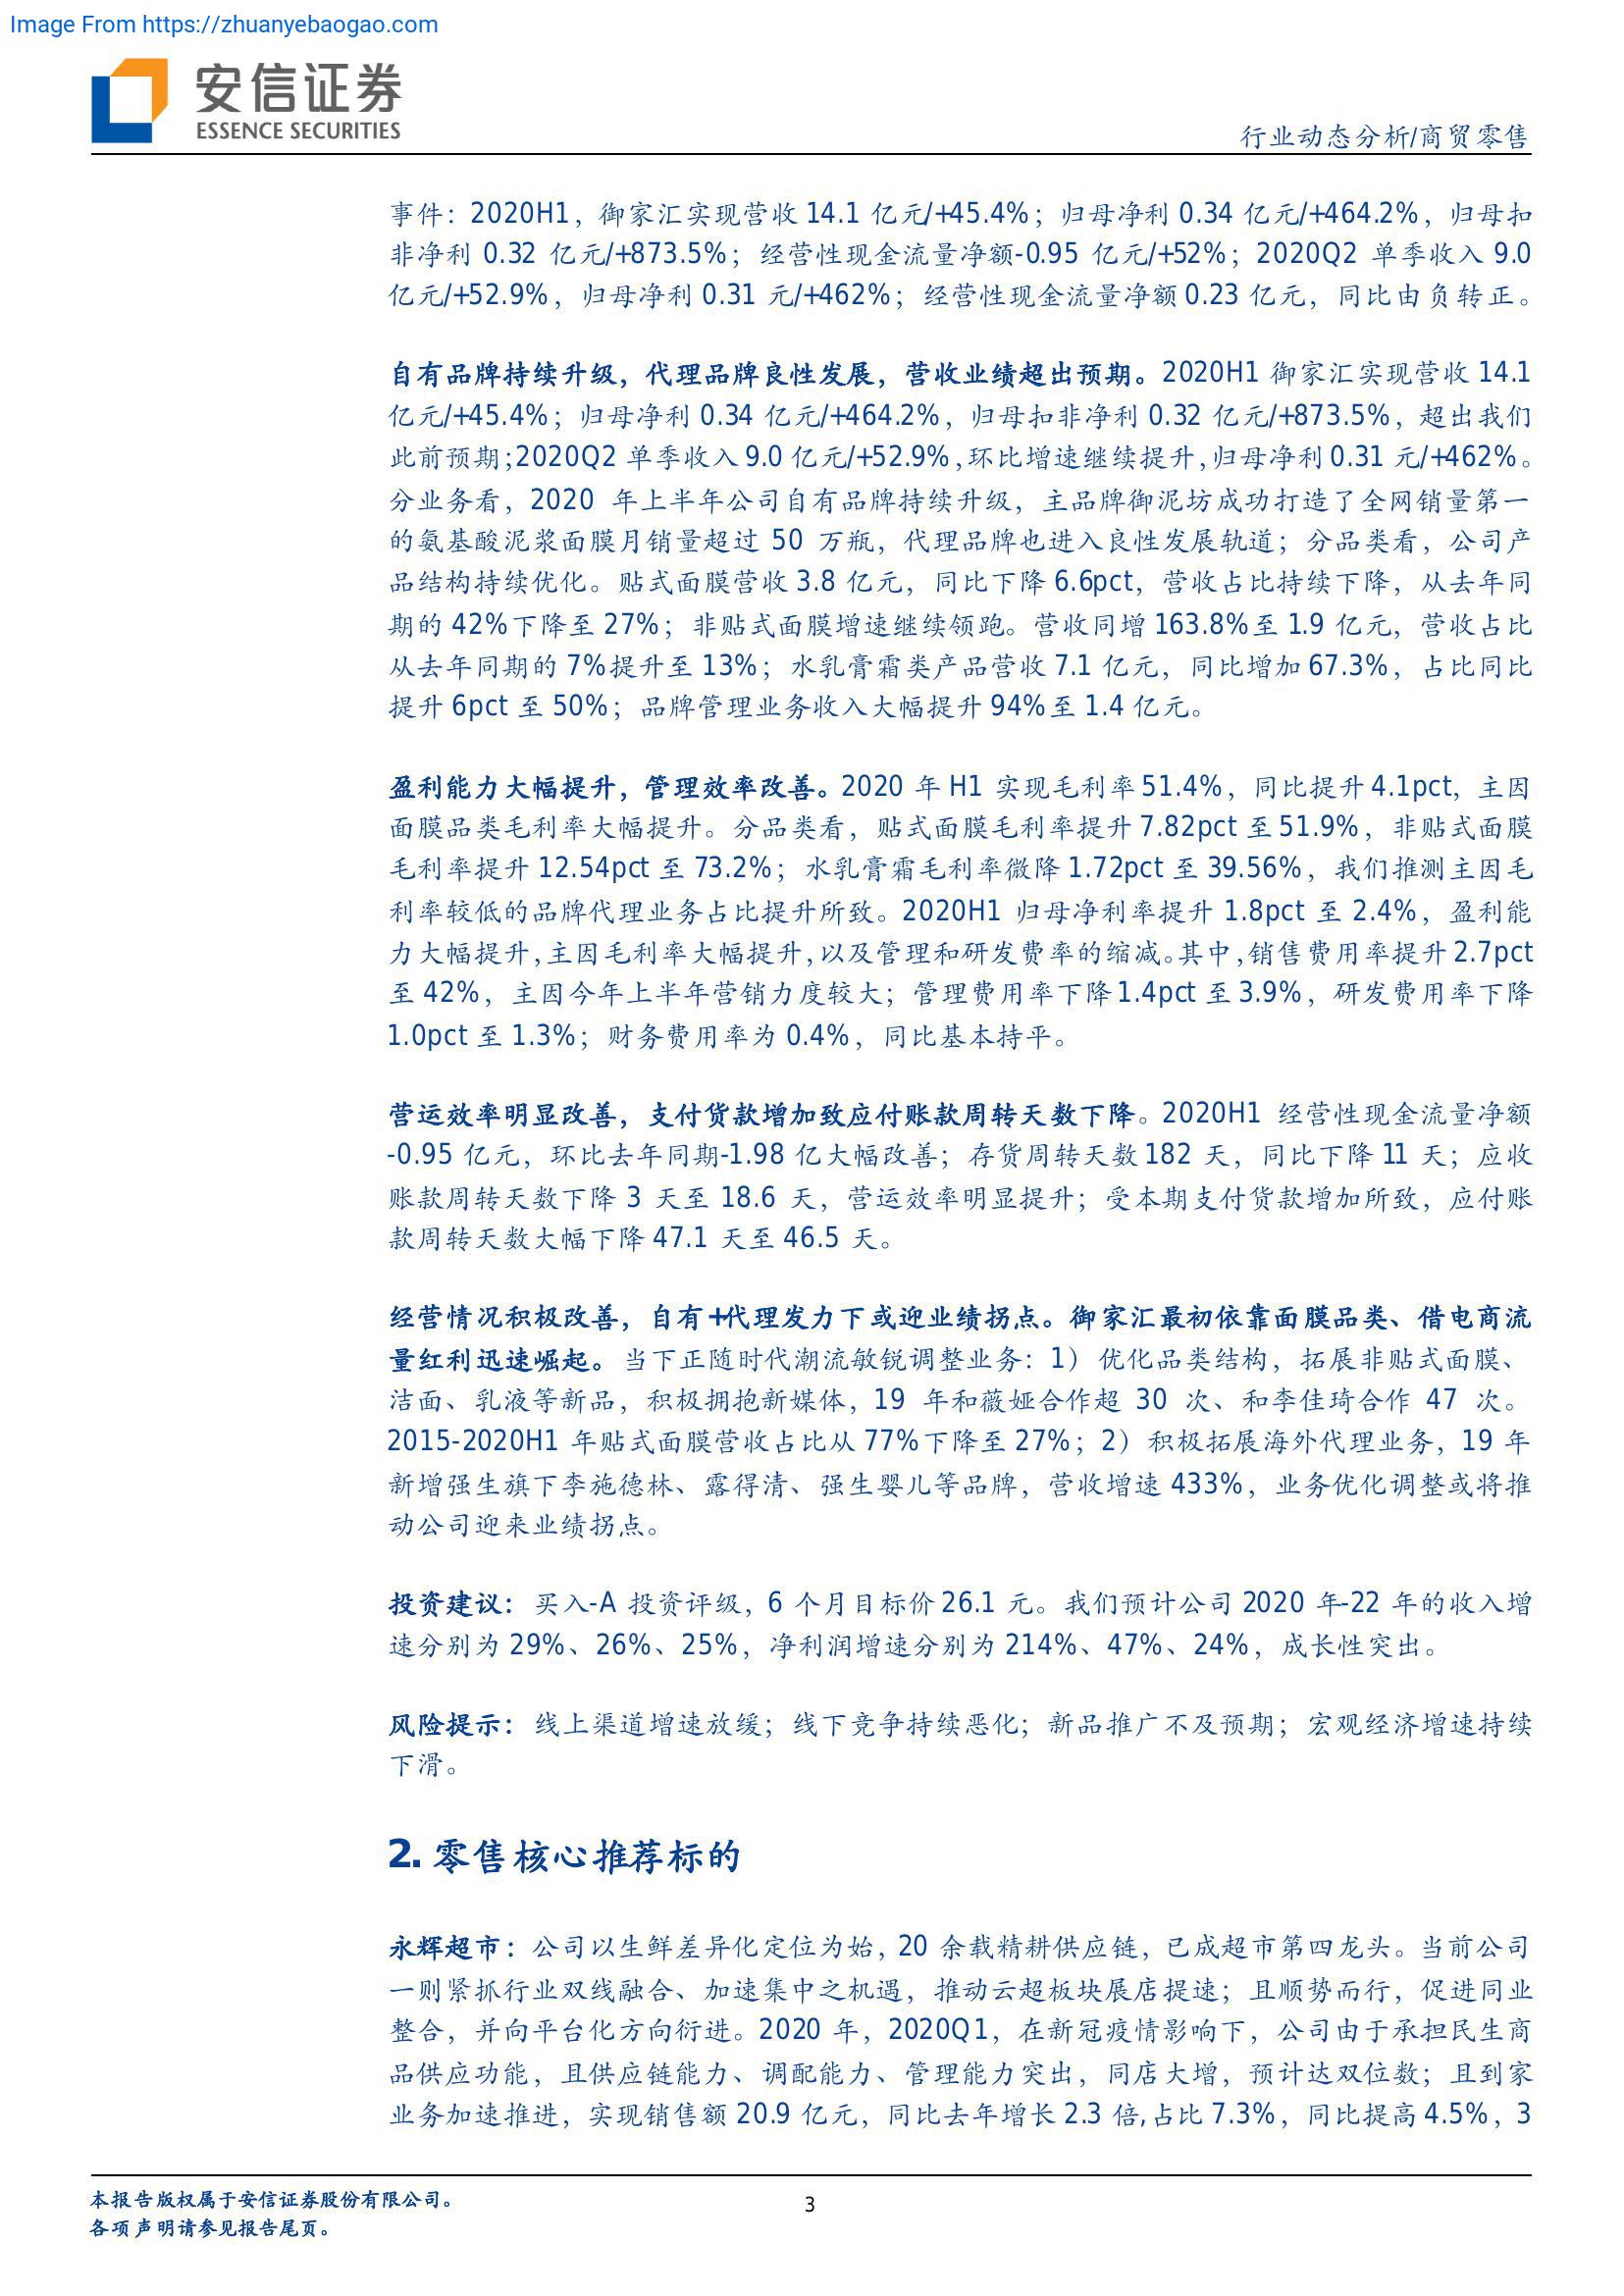 Image From https://zhuanyebaogao.com
安信证券
ESSENCE SECURITIES
行业动态分析/商贸零售
事件：2020H1，御家汇实现营收 14.1 亿元/+45.4%；归母净利 0.34 亿元/+464.2%，归母扣
非净利 0.32 亿元/+873.5%；经营性现金流量净额-0.95 亿元/+52%；2020Q2 单季收入 9.0
亿元/+52.9%，归母净利 0.31 元/+462%；经营性现金流量净额 0.23 亿元，同比由负转正。
自有品牌持续升级，代理品牌良性发展，营收业绩超出预期。2020H1 御家汇实现营收 14.1
亿元/+45.4%；归母净利 0.34 亿元/+464.2%，归母扣非净利 0.32 亿元/+873.5%，超出我们
此前预期；2020Q2 单季收入 9.0 亿元/+52.9%，环比增速继续提升，归母净利 0.31 元/+462%。
分业务看，2020 年上半年公司自有品牌持续升级，主品牌御泥坊成功打造了全网销量第一
的氨基酸泥浆面膜月销量超过 50 万瓶，代理品牌也进入良性发展轨道；分品类看，公司产
品结构持续优化。贴式面膜营收 3.8 亿元，同比下降 6.6pct，营收占比持续下降，从去年同
期的 42%下降至 27%；非贴式面膜增速继续领跑。营收同增 163.8%至 1.9 亿元，营收占比
从去年同期的 7%提升至 13%；水乳膏霜类产品营收 7.1 亿元，同比增加 67.3%，占比同比
提升 6pct 至 50%；品牌管理业务收入大幅提升 94%至 1.4 亿元。
盈利能力大幅提升，管理效率改善。2020 年 H1 实现毛利率 51.4%，同比提升 4.1pct，主因
面膜品类毛利率大幅提升。分品类看，贴式面膜毛利率提升 7.82pct 至 51.9%，非贴式面膜
毛利率提升 12.54pct 至 73.2%；水乳膏霜毛利率微降 1.72pct 至 39.56%，我们推测主因毛
利率较低的品牌代理业务占比提升所致。2020H1 归母净利率提升 1.8pct 至 2.4%，盈利能
力大幅提升，主因毛利率大幅提升，以及管理和研发费率的缩减。其中，销售费用率提升 2.7pct
至 42%，主因今年上半年营销力度较大；管理费用率下降 1.4pct 至 3.9%，研发费用率下降
1.0pct 至 1.3%；财务费用率为 0.4%，同比基本持平。
营运效率明显改善，支付货款增加致应付账款周转天数下降。2020H1 经营性现金流量净额
-0.95 亿元，环比去年同期-1.98 亿大幅改善；存货周转天数 182 天，同比下降 11 天；应收
账款周转天数下降 3 天至 18.6 天，营运效率明显提升；受本期支付货款增加所致，应付账
款周转天数大幅下降 47.1 天至 46.5 天。
经营情况积极改善，自有+代理发力下或迎业绩拐点。御家汇最初依靠面膜品类、借电商流
量红利迅速崛起。当下正随时代潮流敏锐调整业务：1）优化品类结构，拓展非贴式面膜、
洁面、乳液等新品，积极拥抱新媒体，19 年和薇娅合作超 30 次、和李佳琦合作 47 次。
2015-2020H1 年贴式面膜营收占比从 77%下降至 27%；2）积极拓展海外代理业务，19 年
新增强生旗下李施德林、露得清、强生婴儿等品牌，营收增速 433%，业务优化调整或将推
动公司迎来业绩拐点。
投资建议：买入-A 投资评级，6 个月目标价 26.1 元。我们预计公司 2020 年-22 年的收入增
速分别为 29%、26%、25%，净利润增速分别为 214%、47%、24%，成长性突出。
风险提示：线上渠道增速放缓；线下竞争持续恶化；新品推广不及预期；宏观经济增速持续
下滑。
2. 零售核心推荐标的
永辉超市：公司以生鲜差异化定位为始，20 余载精耕供应链，已成超市第四龙头。当前公司
一则紧抓行业双线融合、加速集中之机遇，推动云超板块展店提速；且顺势而行，促进同业
整合，并向平台化方向衍进。2020 年，2020Q1，在新冠疫情影响下，公司由于承担民生商
品供应功能，且供应链能力、调配能力、管理能力突出，同店大增，预计达双位数；且到家
业务加速推进，实现销售额 20.9 亿元，同比去年增长 2.3 倍,占比 7.3%，同比提高 4.5%，3
本报告版权属于安信证券股份有限公司。
3
各项声明请参见报告尾页。